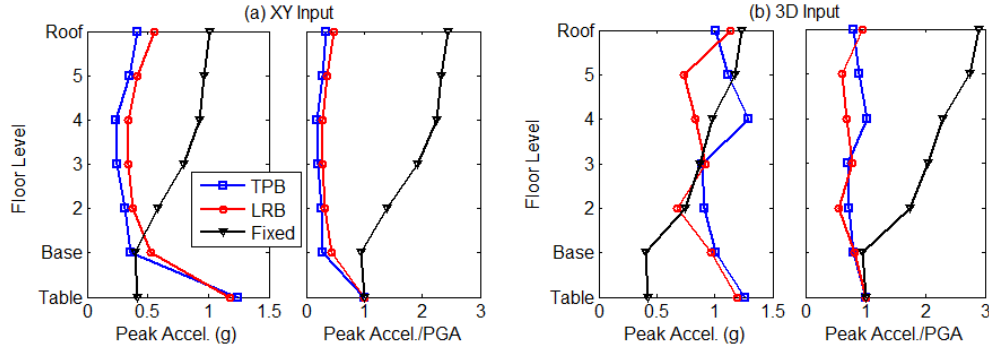 (a) XY Input
(b) 3D Input
Floor Level
Roof
5
4
3
2
Base
Table
0 0.5 1 1.5
Peak Accel. (g)
TPB
LRB
Fixed
0 1 2 3
Peak Accel./PGA
Floor Level
Roof
5
4
3
2
Base
Table
0 0.5 1 1.5
Peak Accel. (g)
0 1 2 3
Peak Accel./PGA